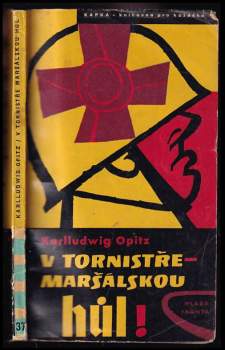 KARLLUDWIG OPITZ / V TORNISTŘE MARŠÁLSKOU HŮL
37
KAPKA - knihovna pro každého
Karlludwig Opitz
V TORNISTŘE-
MARŠÁLSKOU
hůl!
MLADÁ
FRONTA